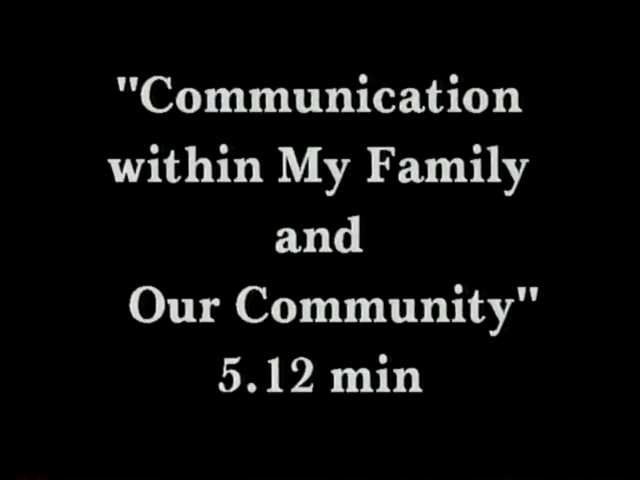 "Communication
within My Family
and
Our Community"
5.12 min